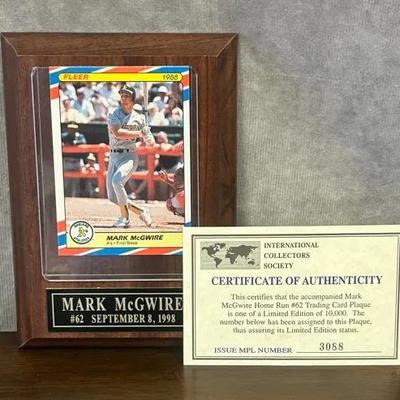 FLEER 1988
MARK McGWIRE
A's • First Base
MARK McGWIRE
#62 SEPTEMBER 8, 1998
INTERNATIONAL
COLLECTORS
SOCIETY
CERTIFICATE OF AUTHENTICITY
This certifies that the accompanied Mark
McGwire Home Run #62 Trading Card Plaque
is one of a Limited Edition of 10,000. The
number below has been assigned to this Plaque,
thus assuring its Limited Edition status.
ISSUE MPL NUMBER 3088